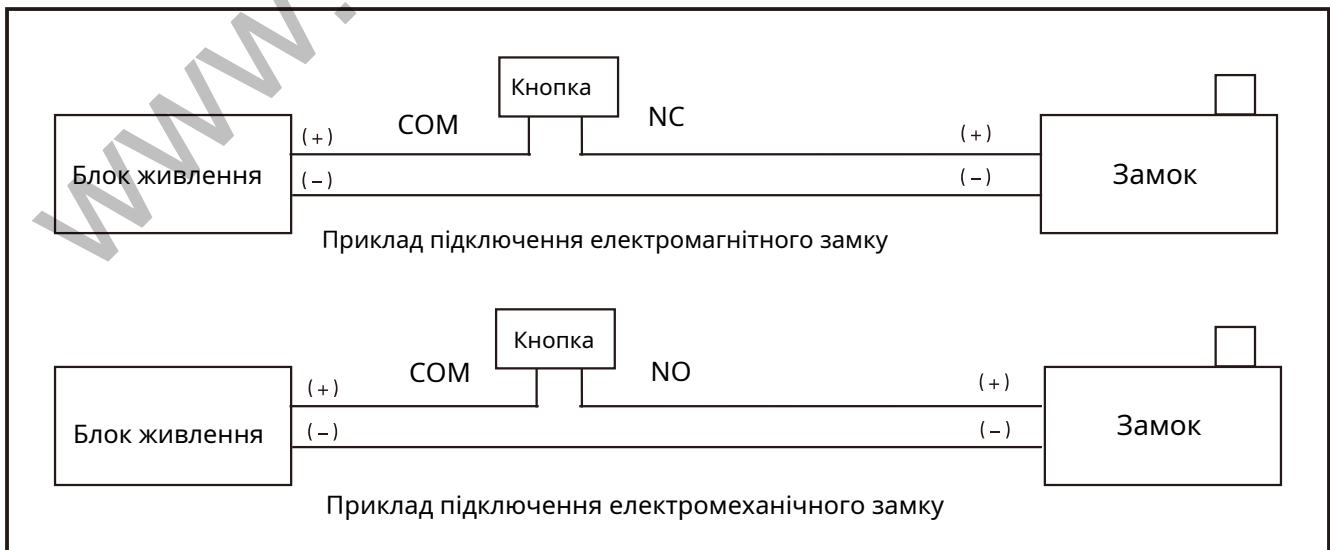 www.
Кнопка
COM
NC
(+)
(+)
Блок живлення
(−)
(−)
Замок
Приклад підключення електромагнітного замку
Кнопка
COM
NO
(+)
(+)
Блок живлення
(−)
(−)
Замок
Приклад підключення електромеханічного замку